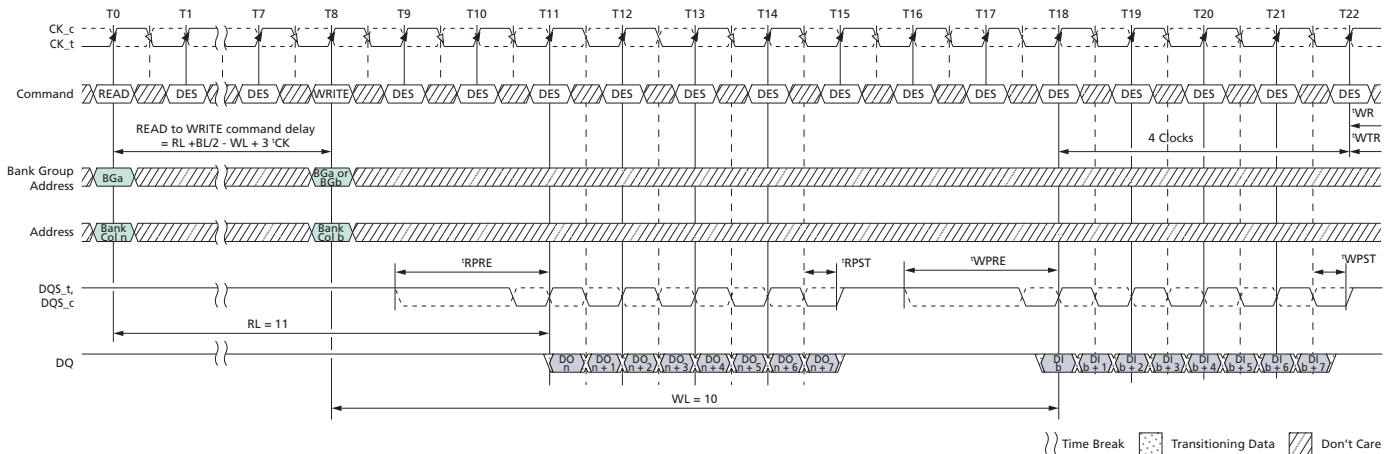 T0 T1 T7 T8 T9 T10 T11 T12 T13 T14 T15 T16 T17 T18 T19 T20 T21 T22
CK_c
CK_t
Command READ DES DES WRITE DES DES DES DES DES DES DES DES DES DES DES DES DES DES
READ to WRITE command delay
= RL +BL/2 - WL + 3 tCK
tWR
4 Clocks
tWTR
Bank Group
Address
BGa
BGa or
BGb
Address
Bank
Col n
Bank
Col b
tRPRE
tRPST
tWPRE
tWPST
DQS_t,
DQS_c
RL = 11
DQ
DO
n
DO
n + 1
DO
n + 2
DO
n + 3
DO
n + 4
DO
n + 5
DO
n + 6
DO
n + 7
DI
b
DI
b + 1
DI
b + 2
DI
b + 3
DI
b + 4
DI
b + 5
DI
b + 6
DI
b + 7
WL = 10
Time Break Transitioning Data Don't Care